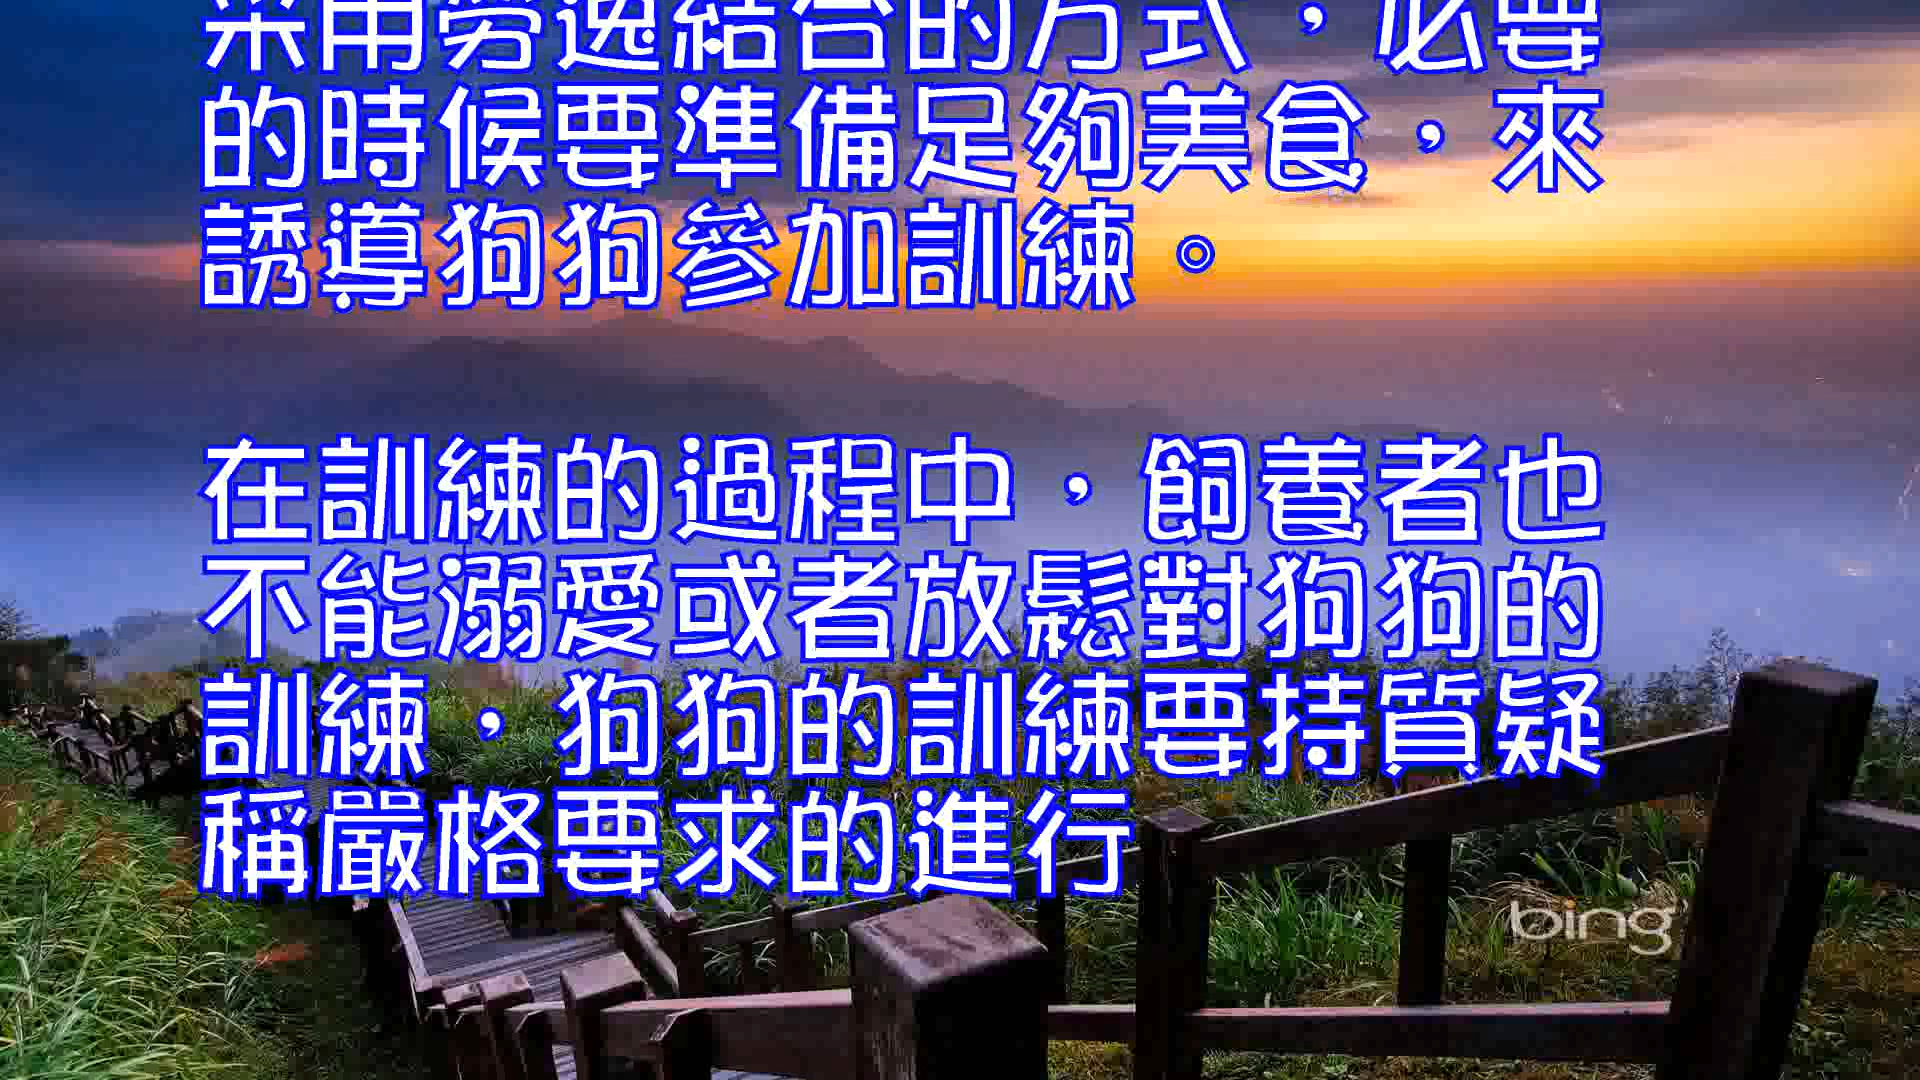 采用勞逸結合的方式，必要
的時候要準備足夠美食，來
誘導狗狗參加訓練。
在訓練的過程中，飼養者也
不能溺愛或者放鬆對狗狗的
訓練，狗狗的訓練要持質疑
稱嚴格要求的進行
bing